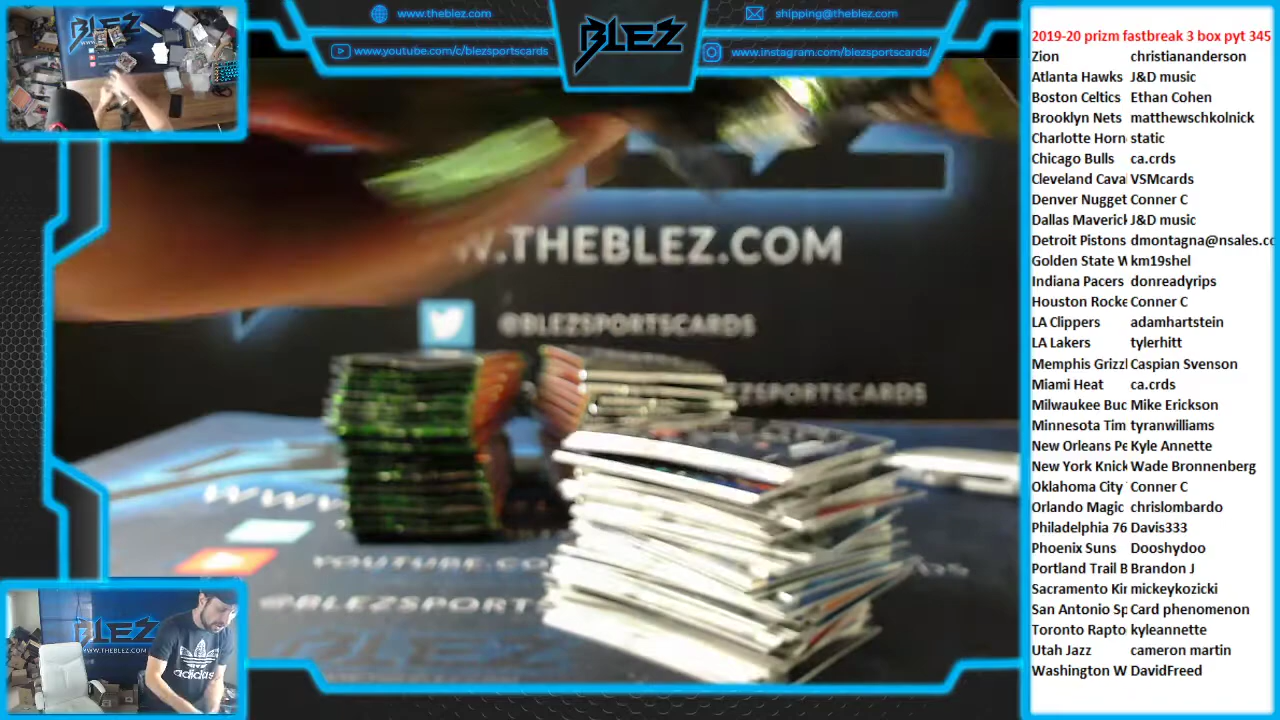 www.theblez.com
www.youtube.com/c/blezsportscards
BLEZ
shipping@theblez.com
www.instagram.com/blezsportscards/
W.THEBLEZ.COM
@BLEZSPORTSCARDS
EZSPORTSCARDS
WWW
YOUTUBE.CO
@BLEZSPORTS
BLEZ
WWW.THEBLEZ.COM
adidas
2019-20 prizm fastbreak 3 box pyt 345
Zion christiananderson
Atlanta Hawks J&D music
Boston Celtics Ethan Cohen
Brooklyn Nets matthewschkolnick
Charlotte Horn static
Chicago Bulls ca.crds
Cleveland Cava VSMcards
Denver Nugget Conner C
Dallas Maverick J&D music
Detroit Pistons dmontagna@nsales.co
Golden State W km19shel
Indiana Pacers donreadyrips
Houston Rocke Conner C
LA Clippers adamhartstein
LA Lakers tylerhitt
Memphis Grizzl Caspian Svenson
Miami Heat ca.crds
Milwaukee Buc Mike Erickson
Minnesota Tim tyranwilliams
New Orleans Pe Kyle Annette
New York Knick Wade Bronnenberg
Oklahoma City Conner C
Orlando Magic chrislombardo
Philadelphia 76 Davis333
Phoenix Suns Dooshydoo
Portland Trail B Brandon J
Sacramento Kin mickeykozicki
San Antonio Sp Card phenomenon
Toronto Rapto kyleannette
Utah Jazz cameron martin
Washington W DavidFreed